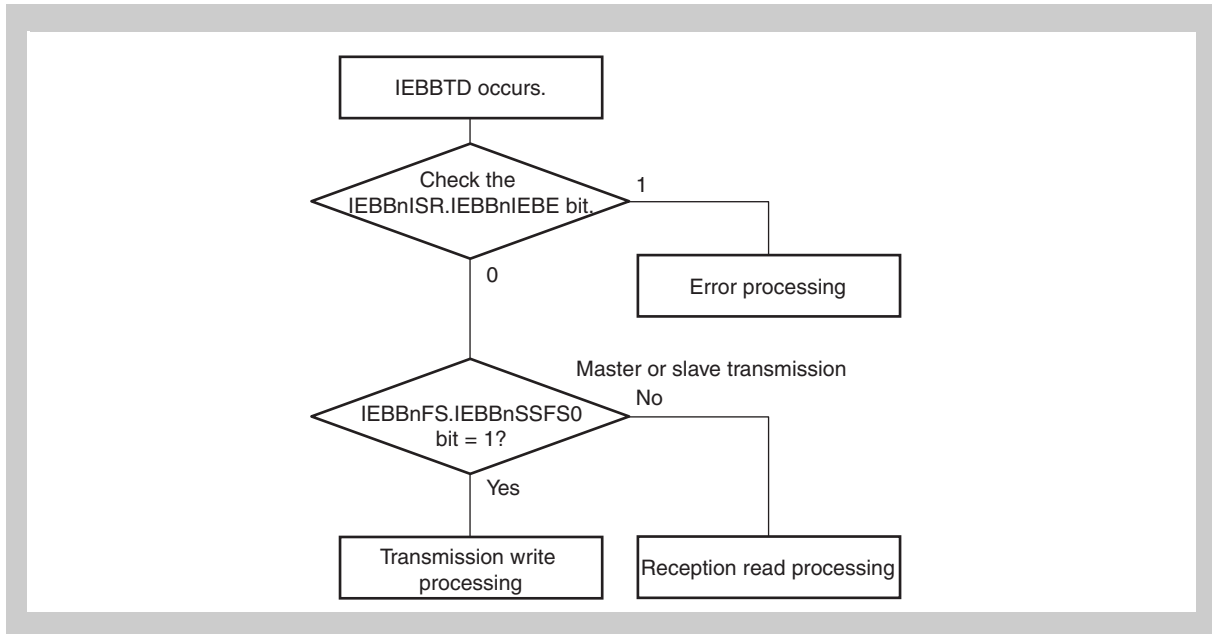 IEBBTD occurs.
Check the
IEBBnISR.IEBBnIEBE bit.
1
0
Error processing
Master or slave transmission
No
IEBBnFS.IEBBnSSFS0
bit = 1?
Yes
Transmission write
processing
Reception read processing